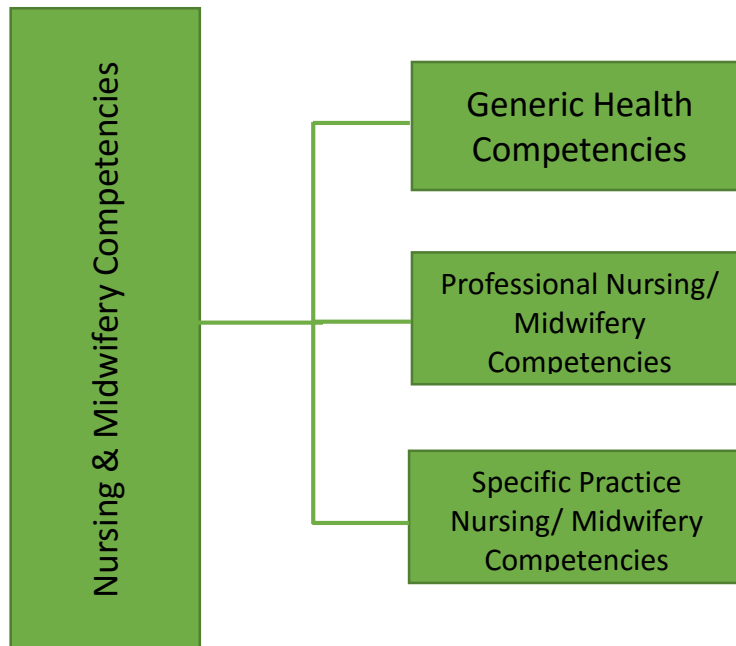 Nursing & Midwifery Competencies
Generic Health
Competencies
Professional Nursing/
Midwifery
Competencies
Specific Practice
Nursing/ Midwifery
Competencies